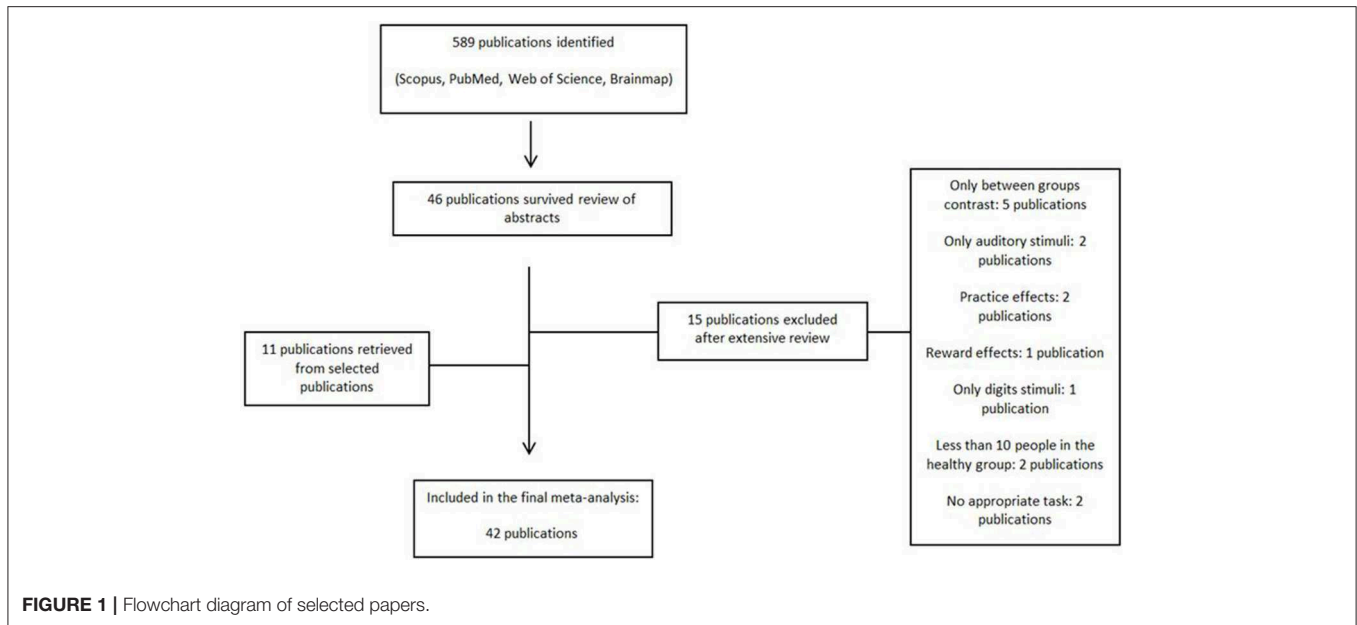 589 publications identified
(Scopus, PubMed, Web of Science, Brainmap)
46 publications survived review of
abstracts
11 publications retrieved
from selected
publications
15 publications excluded
after extensive review
Only between groups
contrast: 5 publications
Only auditory stimuli: 2
publications
Practice effects: 2
publications
Reward effects: 1 publication
Only digits stimuli: 1
publication
Less than 10 people in the
healthy group: 2 publications
No appropriate task: 2
publications
Included in the final meta-analysis:
42 publications
FIGURE 1 | Flowchart diagram of selected papers.